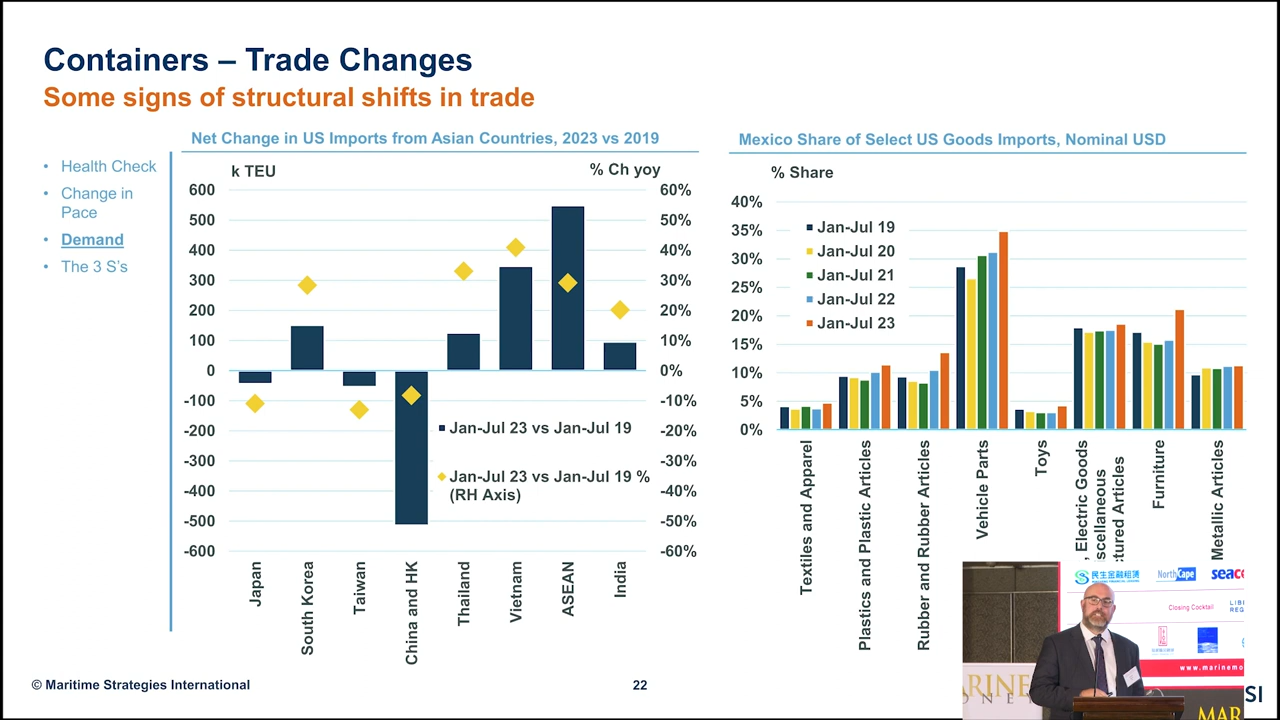 Containers – Trade Changes
Some signs of structural shifts in trade
• Health Check
• Change in
Pace
• Demand
• The 3 S's
Net Change in US Imports from Asian Countries, 2023 vs 2019
k TEU
% Ch yoy
600
500
400
300
200
100
0
-100
-200
-300
-400
-500
-600
60%
50%
40%
30%
20%
10%
0%
-10%
-20%
-30%
-40%
-50%
-60%
Jan-Jul 23 vs Jan-Jul 19
Jan-Jul 23 vs Jan-Jul 19 %
(RH Axis)
Japan
South Korea
Taiwan
China and HK
Thailand
Vietnam
ASEAN
India
Mexico Share of Select US Goods Imports, Nominal USD
% Share
40%
35%
30%
25%
20%
15%
10%
5%
0%
Jan-Jul 19
Jan-Jul 20
Jan-Jul 21
Jan-Jul 22
Jan-Jul 23
Textiles and Apparel
Plastics and Plastic Articles
Rubber and Rubber Articles
Vehicle Parts
Toys
, Electric Goods
scellaneous
ctured Articles
Furniture
Metallic Articles
民生金融租赁
NorthCape
seaco
Closing Cocktail
LIBE
REG
www.marinemo
ARINE
ONE
MAR
SI
© Maritime Strategies International
22